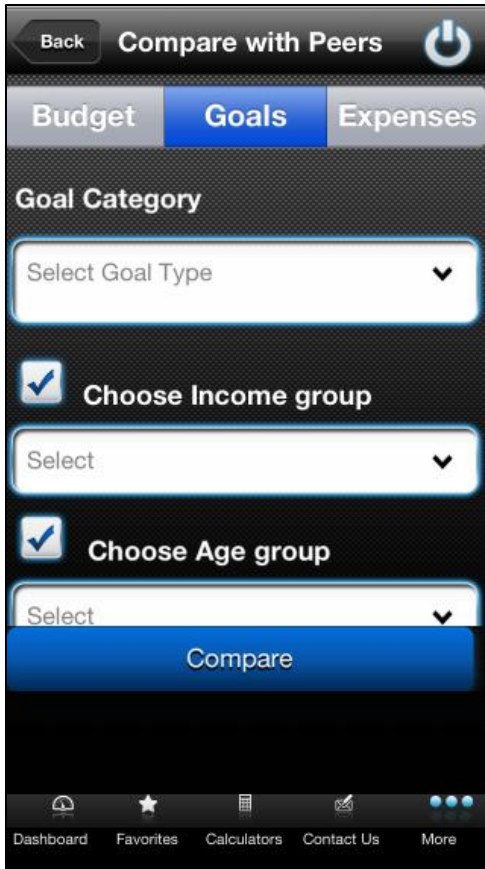 Back Compare with Peers
Budget Goals Expenses
Goal Category
Select Goal Type
Choose Income group
Select
Choose Age group
Select
Compare
Dashboard Favorites Calculators Contact Us More